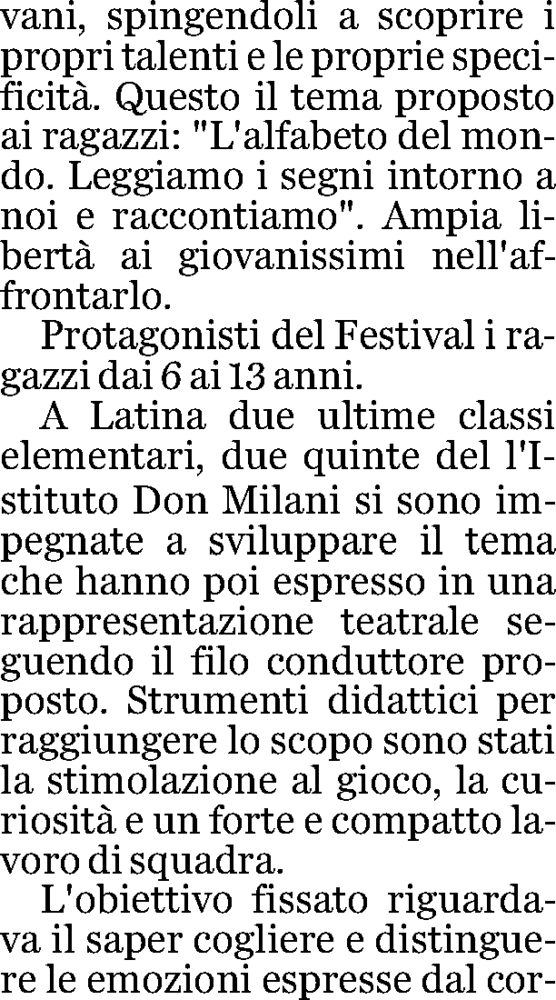 vani, spingendoli a scoprire i
propri talenti e le proprie speci-
ficità. Questo il tema proposto
ai ragazzi: "L'alfabeto del mon-
do. Leggiamo i segni intorno a
noi e raccontiamo". Ampia li-
bertà ai giovanissimi nell'af-
frontarlo.
Protagonisti del Festival i ra-
gazzi dai 6 ai 13 anni.
A Latina due ultime classi
elementari, due quinte del l'I-
stituto Don Milani si sono im-
pegnate a sviluppare il tema
che hanno poi espresso in una
rappresentazione teatrale se-
guendo il filo conduttore pro-
posto. Strumenti didattici per
raggiungere lo scopo sono stati
la stimolazione al gioco, la cu-
riosità e un forte e compatto la-
voro di squadra.
L'obiettivo fissato riguarda-
va il saper cogliere e distingue-
re le emozioni espresse dal cor-